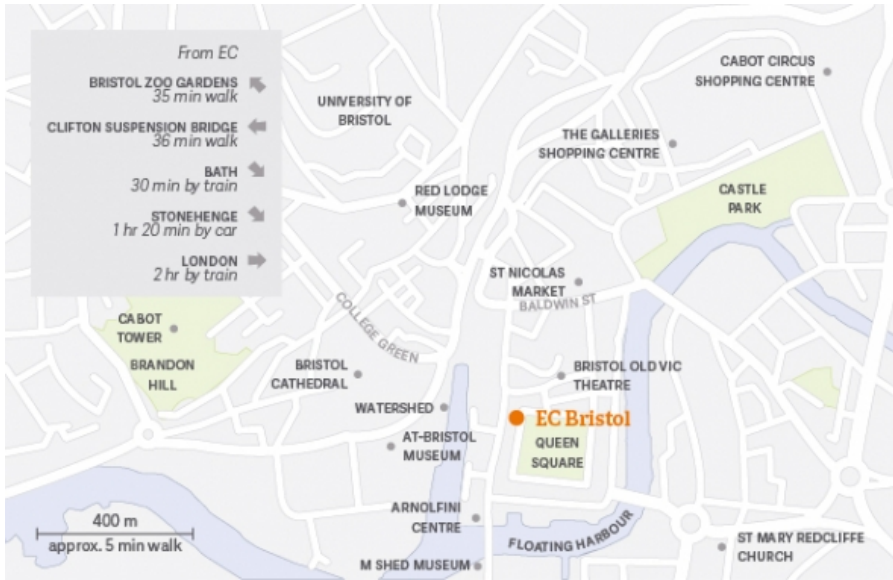 From EC
BRISTOL ZOO GARDENS
35 min walk
CLIFTON SUSPENSION BRIDGE
36 min walk
BATH
30 min by train
STONEHENGE
1 hr 20 min by car
LONDON
2 hr by train
UNIVERSITY OF
BRISTOL
CABOT CIRCUS
SHOPPING CENTRE
THE GALLERIES
SHOPPING CENTRE
RED LODGE
MUSEUM
CASTLE
PARK
ST NICOLAS
MARKET
BALDWIN ST
COLLEGE GREEN
CABOT
TOWER
BRANDON
HILL
BRISTOL
CATHEDRAL
BRISTOL OLD VIC
THEATRE
WATERSHED
EC Bristol
AT-BRISTOL
MUSEUM
QUEEN
SQUARE
ARNOLFINI
CENTRE
400 m
approx. 5 min walk
FLOATING HARBOUR
ST MARY REDCLIFFE
CHURCH
M SHED MUSEUM